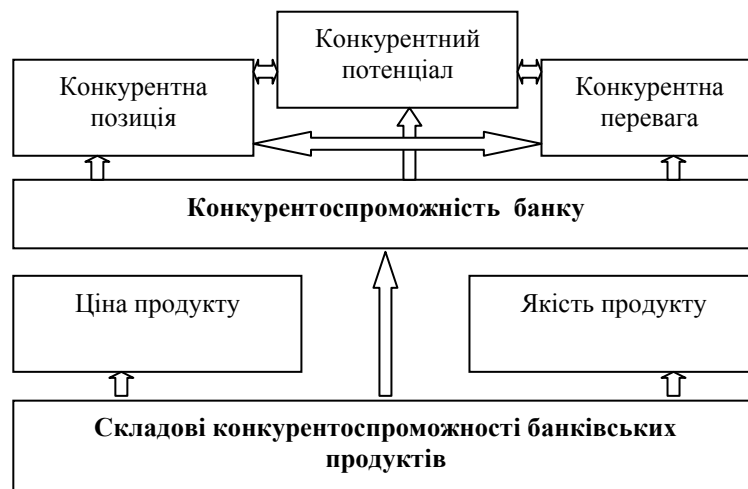 Конкурентний
потенціал
Конкурентна
позиція
Конкурентна
перевага
Конкурентоспроможність банку
Ціна продукту
Якість продукту
Складові конкурентоспроможності банківських
продуктів